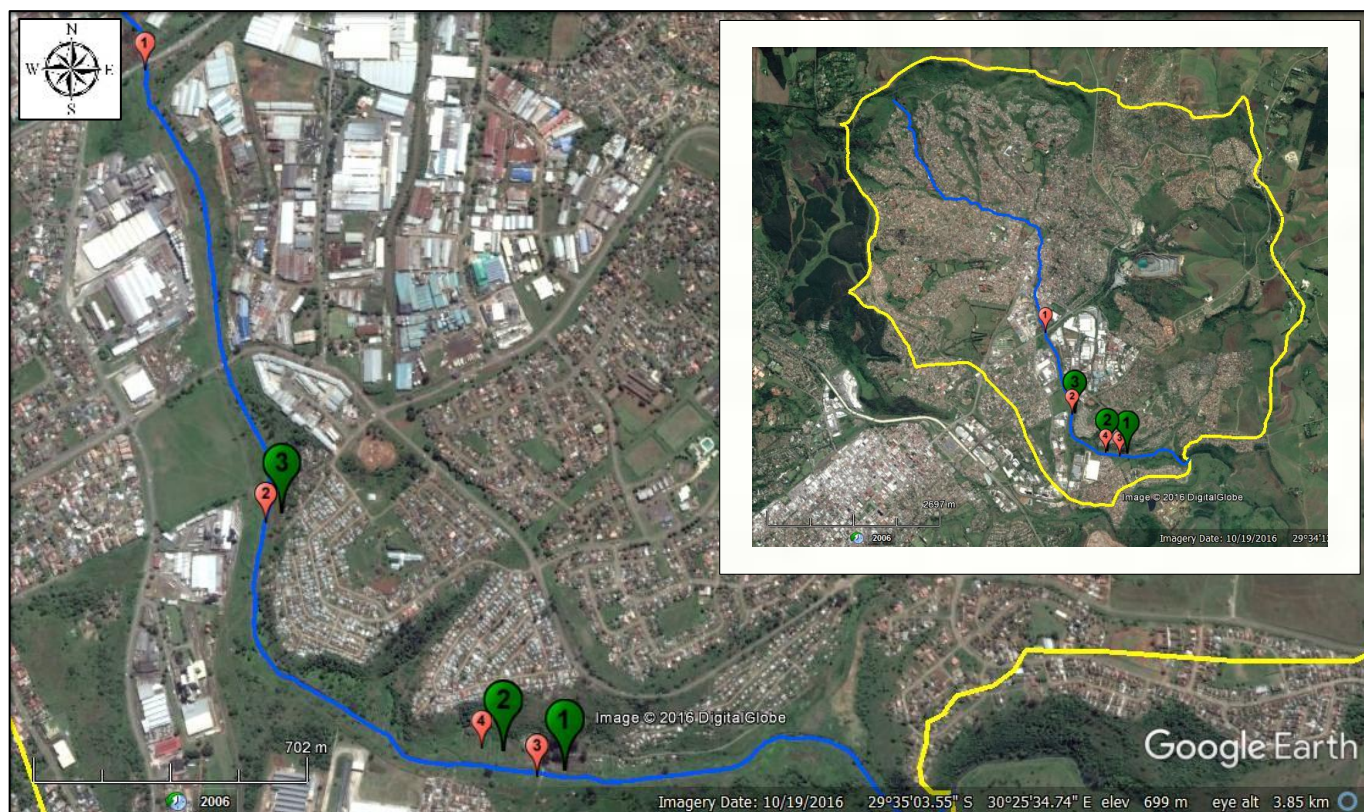 N
W E
S
1
3
2
2
1
4
3
Image © 2016 DigitalGlobe
702 m
2006
Google Earth
Imagery Date: 10/19/2016 29°35'03.55" S 30°25'34.74" E elev 699 m eye alt 3.85 km
1
3
2
2
1
4
3
Image © 2016 DigitalGlobe
2697 m
2006
Imagery Date: 10/19/2016